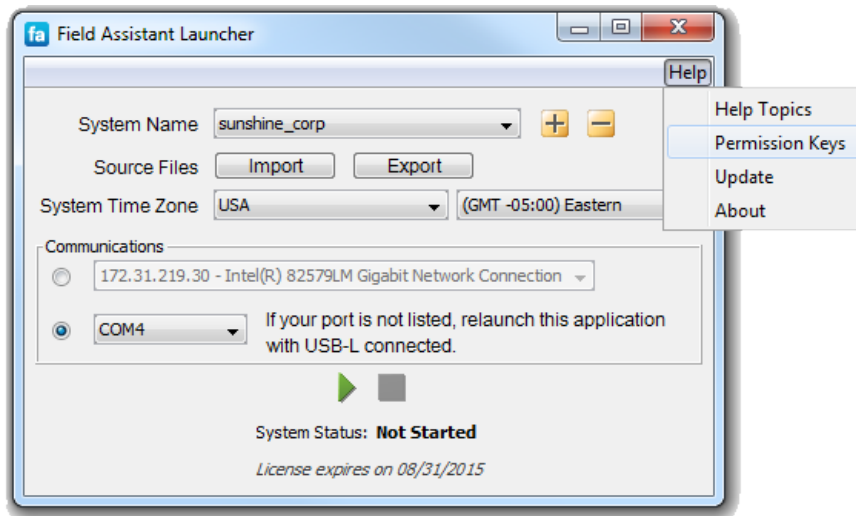 fa Field Assistant Launcher
Help
Help Topics
Permission Keys
Update
About
System Name sunshine_corp
Source Files Import Export
System Time Zone USA (GMT -05:00) Eastern
Communications
172.31.219.30 - Intel(R) 82579LM Gigabit Network Connection
COM4 If your port is not listed, relaunch this application
with USB-L connected.
System Status: Not Started
License expires on 08/31/2015